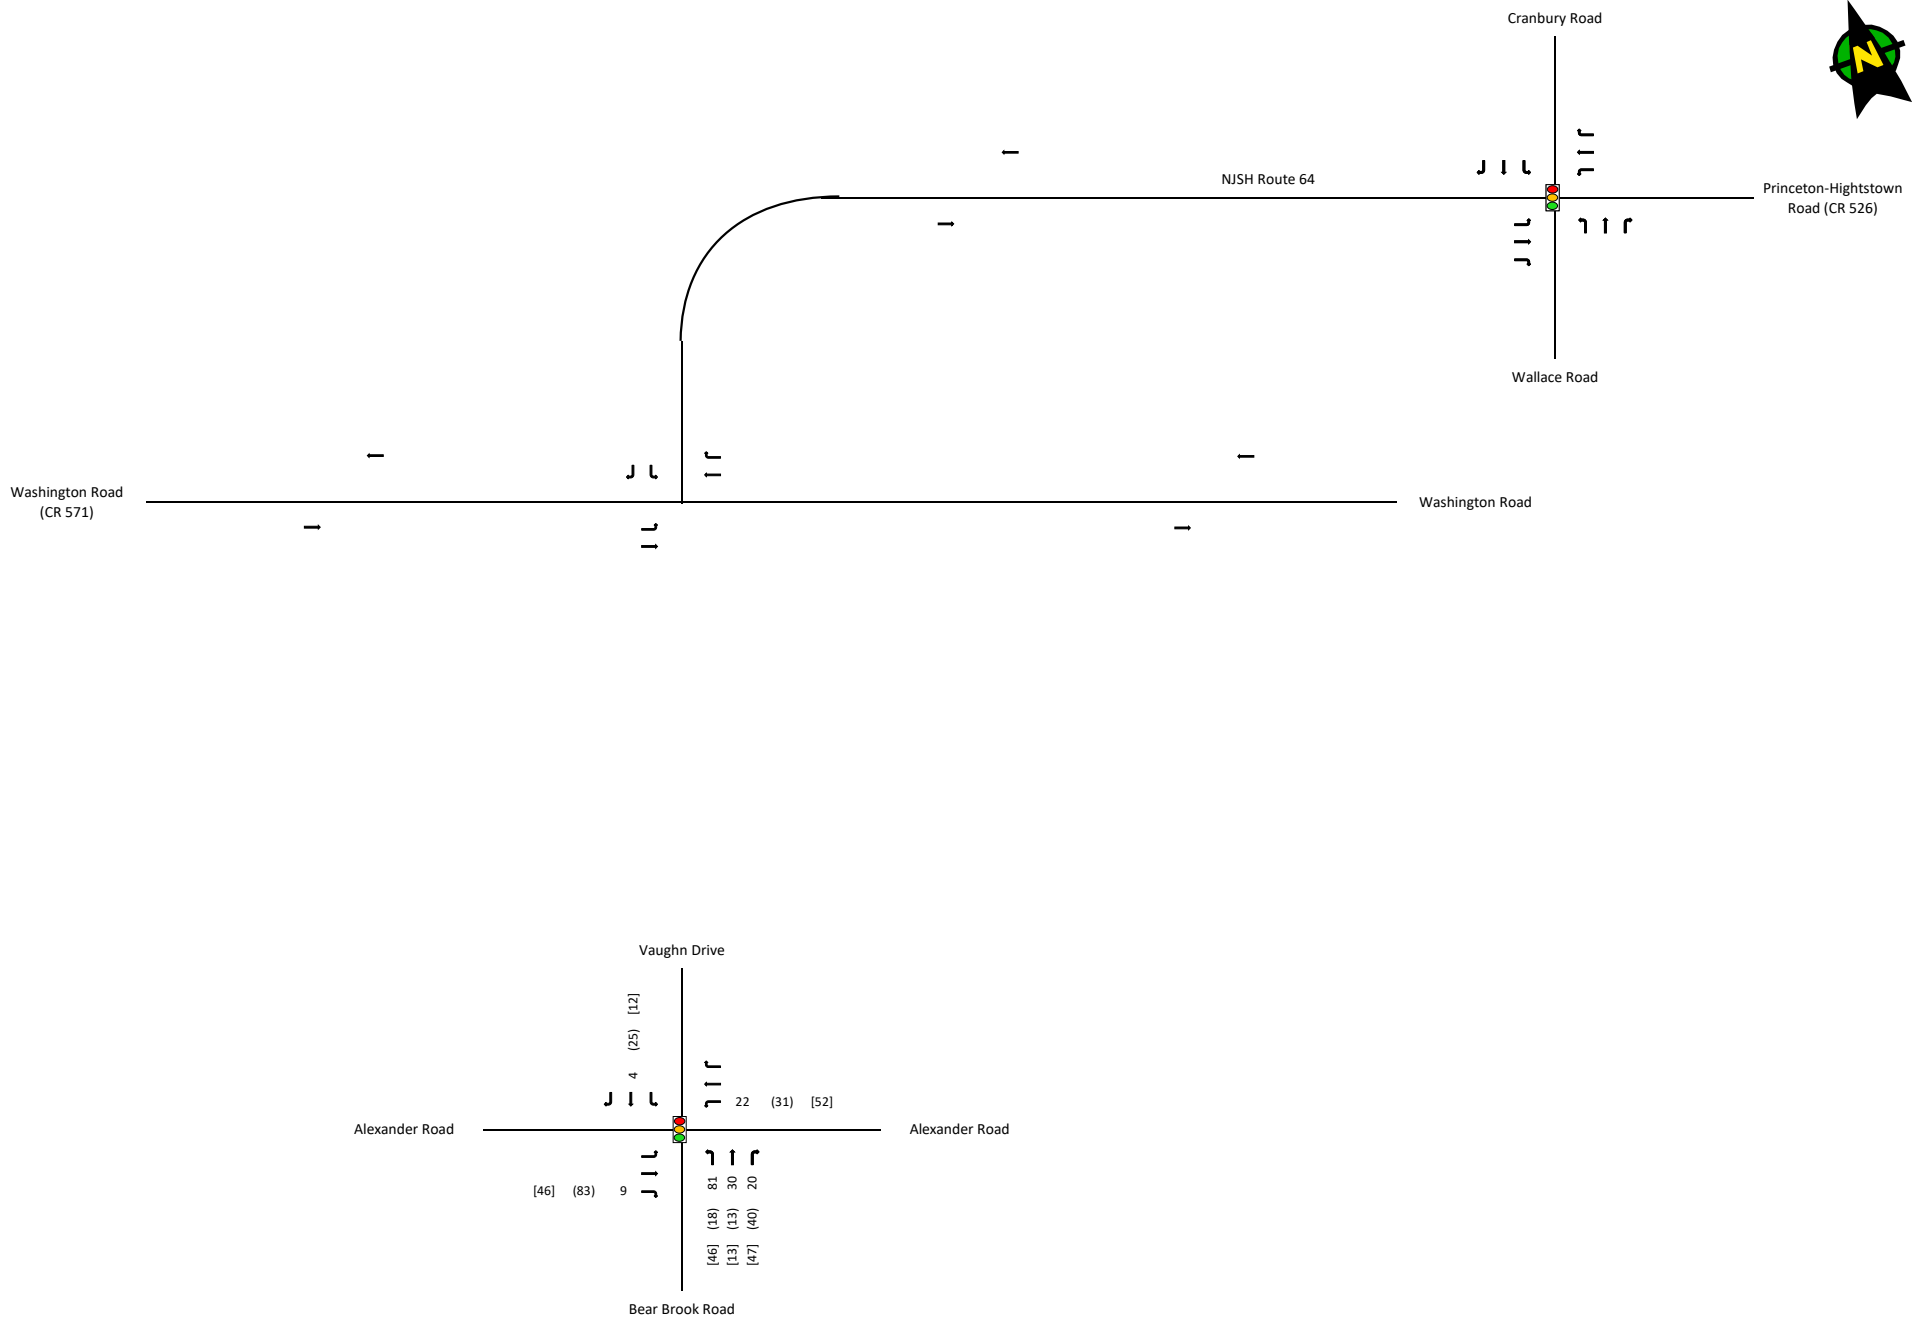 Cranbury Road
N
NJSH Route 64
Princeton-Hightstown
Road (CR 526)
Wallace Road
Washington Road
(CR 571)
Washington Road
Vaughn Drive
4 (25) [12]
22 (31) [52]
Alexander Road
Alexander Road
[46] (83) 9
[46] (18) 81
[13] (13) 30
[47] (40) 20
Bear Brook Road